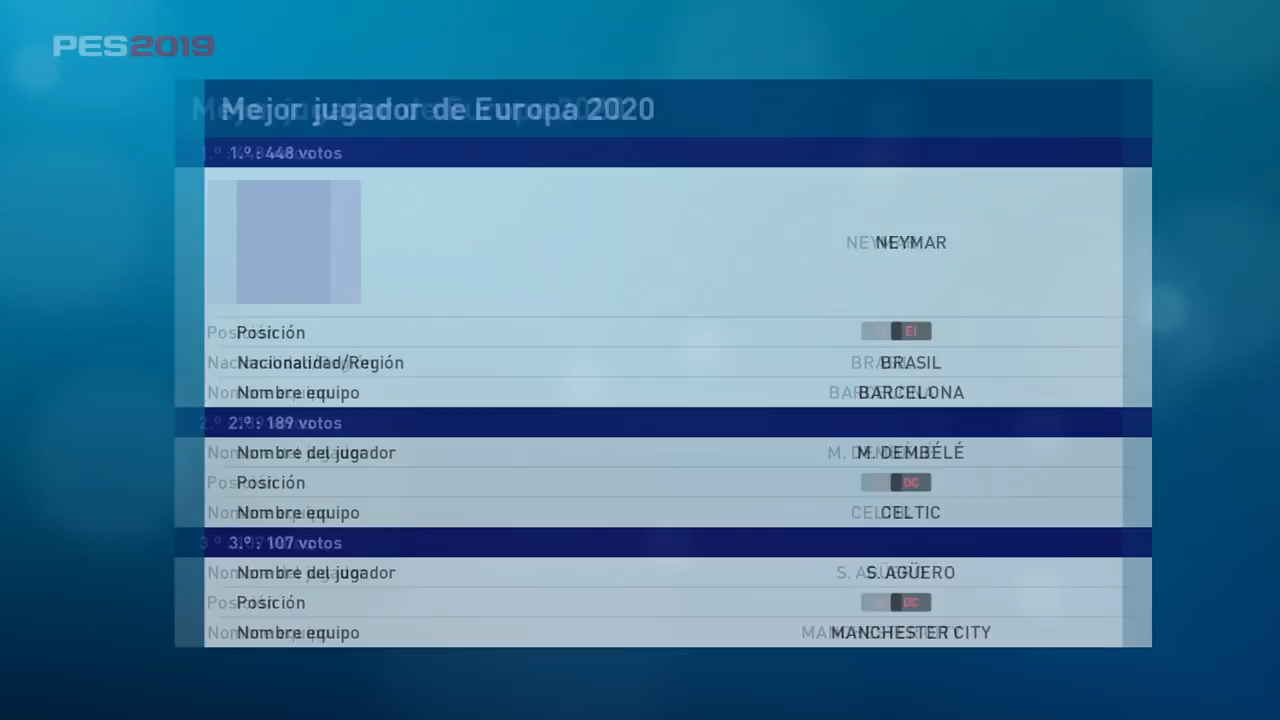 PES2019
Mejor jugador de Europa 2020
1.º : 448 votos
NEYMAR
Posición EI
Nacionalidad/Región BRASIL
Nombre equipo BARCELONA
2.º : 189 votos
Nombre del jugador M. DEMBÉLÉ
Posición DC
Nombre equipo CELTIC
3.º : 107 votos
Nombre del jugador S. AGÜERO
Posición DC
Nombre equipo MANCHESTER CITY